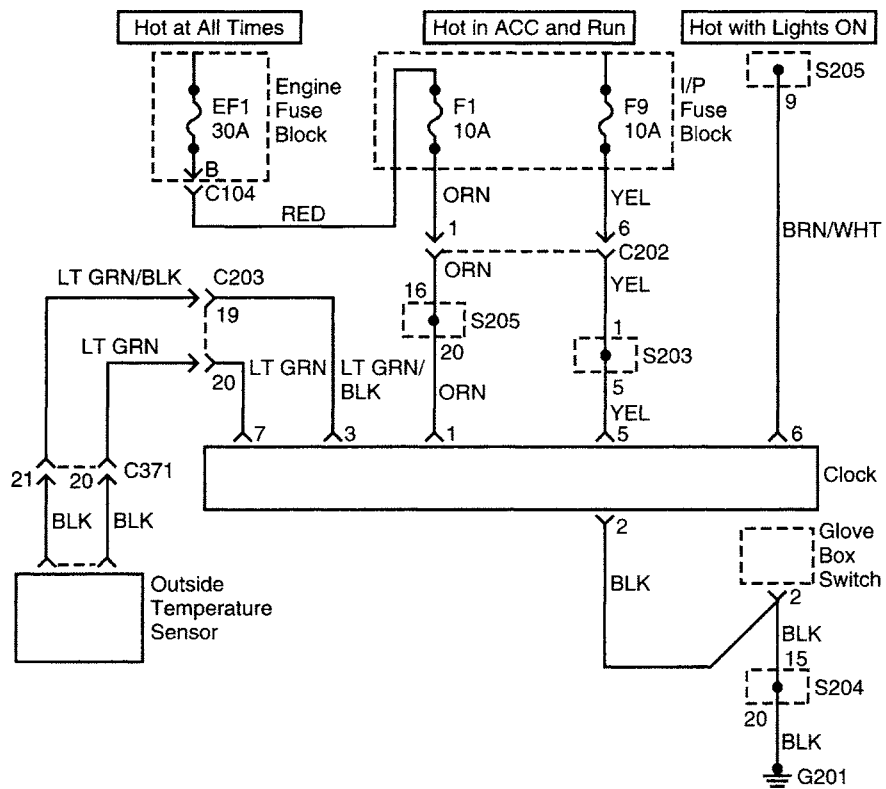 Hot at All Times
Hot in ACC and Run
Hot with Lights ON
EF1
30A
Engine
Fuse
Block
F1
10A
F9
10A
I/P
Fuse
Block
S205
9
B
C104
RED
ORN
YEL
1
6
C202
BRN/WHT
LT GRN/BLK
C203
19
ORN
YEL
16
S205
20
1
S203
5
LT GRN
20
LT GRN
LT GRN/
BLK
ORN
YEL
7
3
1
5
6
Clock
21
20
C371
BLK
BLK
2
Glove
Box
Switch
BLK
2
Outside
Temperature
Sensor
BLK
15
S204
20
BLK
G201